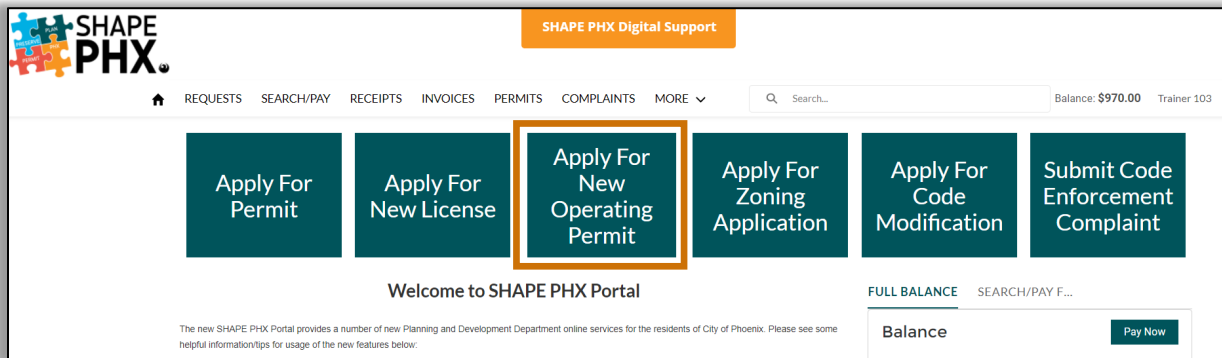 PLAN
PRESERVE
PERMIT
PHX
SHAPE
PHX
SHAPE PHX Digital Support
REQUESTS SEARCH/PAY RECEIPTS INVOICES PERMITS COMPLAINTS MORE
Search...
Balance: $970.00 Trainer 103
Apply For
Permit
Apply For
New License
Apply For
New
Operating
Permit
Apply For
Zoning
Application
Apply For
Code
Modification
Submit Code
Enforcement
Complaint
Welcome to SHAPE PHX Portal
The new SHAPE PHX Portal provides a number of new Planning and Development Department online services for the residents of City of Phoenix. Please see some
helpful information/tips for usage of the new features below:
FULL BALANCE SEARCH/PAY F...
Balance
Pay Now